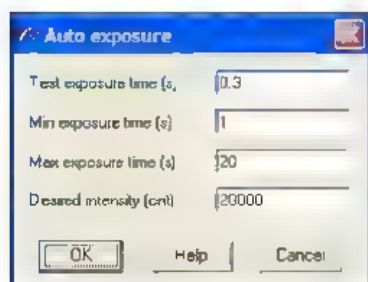 Auto exposure
Test exposure time (s)
0.3
Min exposure time (s)
1
Max exposure time (s)
20
Desired intensity (cnt)
20000
OK Help Cancel